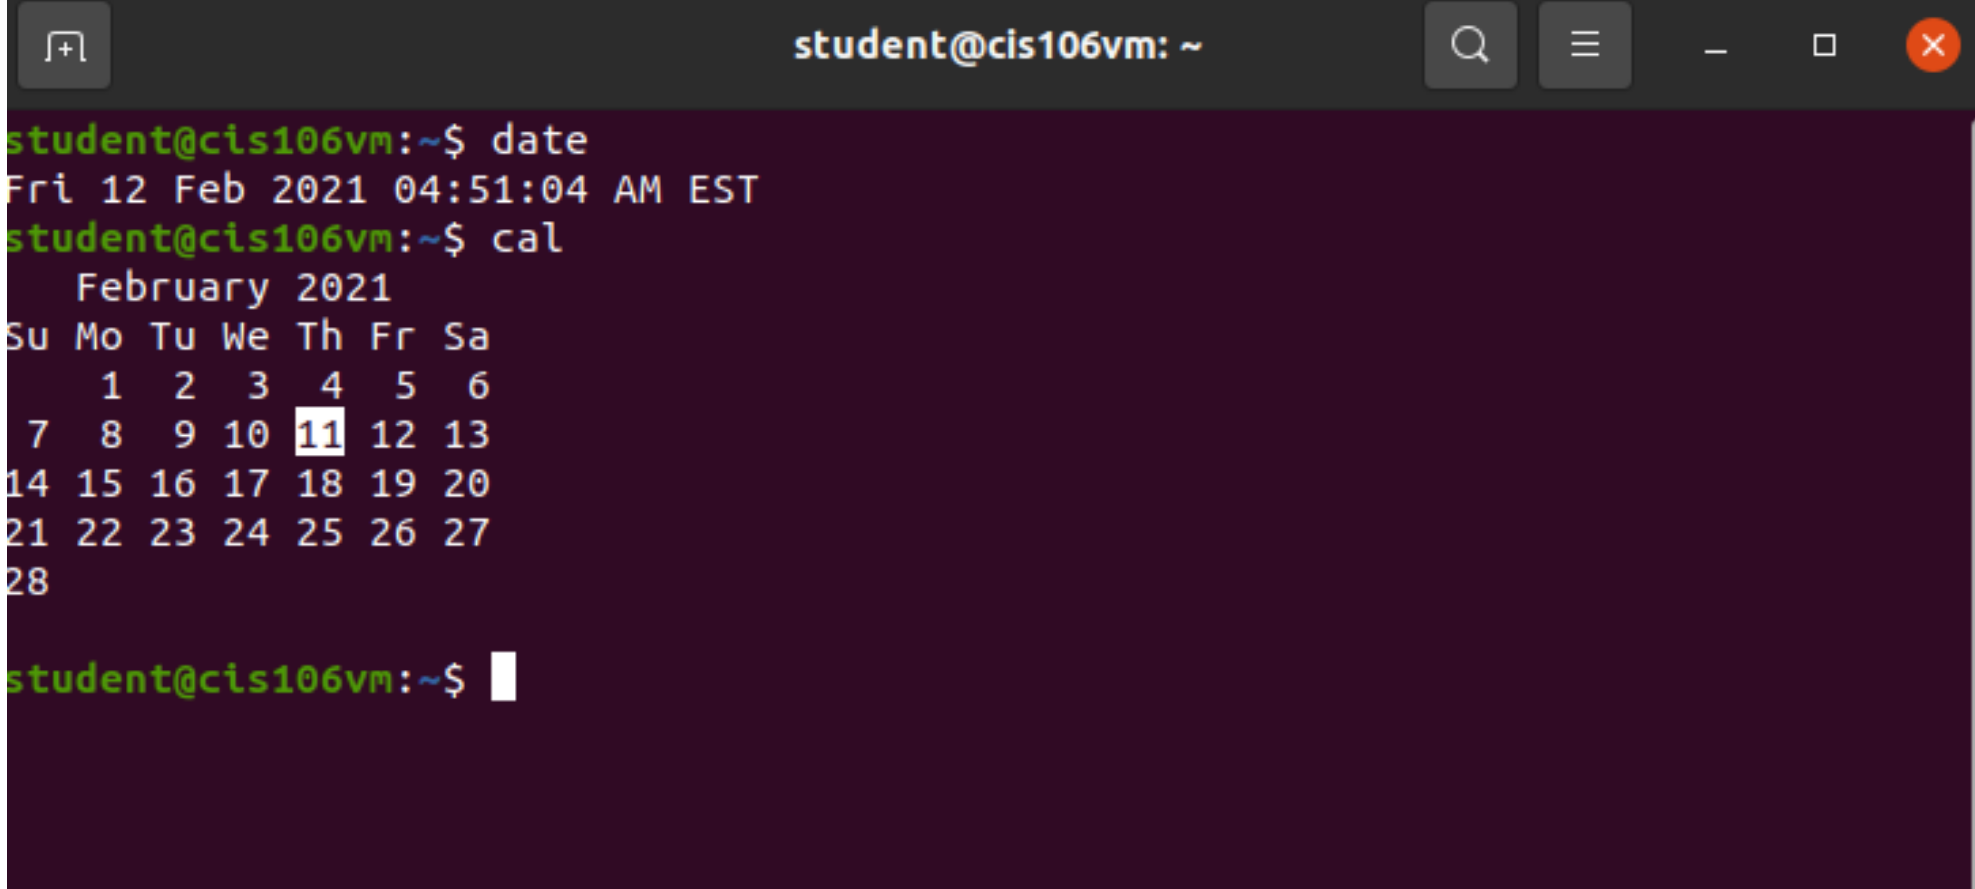 student@cis106vm: ~
student@cis106vm:~$ date
Fri 12 Feb 2021 04:51:04 AM EST
student@cis106vm:~$ cal
   February 2021
Su Mo Tu We Th Fr Sa
    1  2  3  4  5  6
 7  8  9 10 11 12 13
14 15 16 17 18 19 20
21 22 23 24 25 26 27
28
student@cis106vm:~$